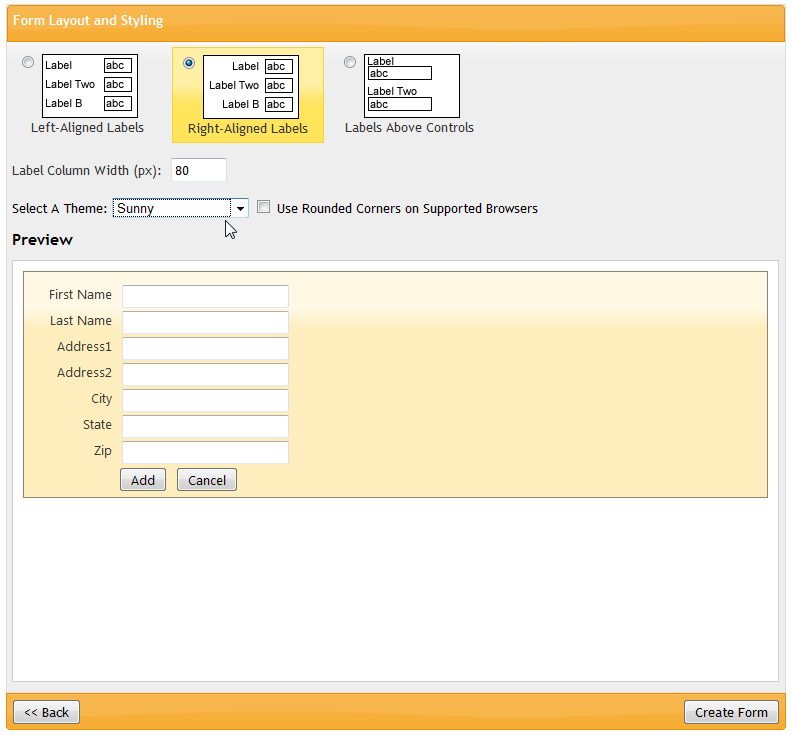 Form Layout and Styling
Label abc
Label Two abc
Label B abc
Left-Aligned Labels
Label abc
Label Two abc
Label B abc
Right-Aligned Labels
Label
abc
Label Two
abc
Labels Above Controls
Label Column Width (px): 80
Select A Theme: Sunny Use Rounded Corners on Supported Browsers
Preview
First Name
Last Name
Address1
Address2
City
State
Zip
Add Cancel
<< Back Create Form